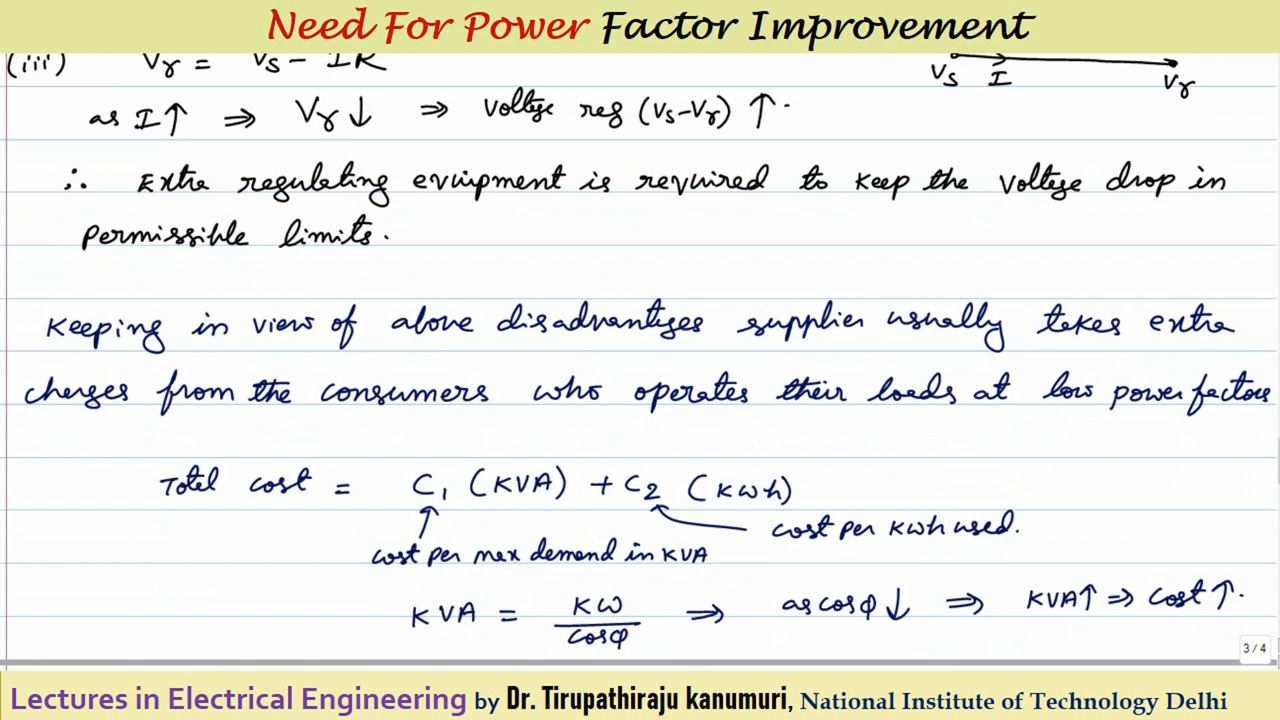 Need For Power Factor Improvement
(iii) Vr = Vs - IR
Vs I Vr
as I↑ ⇒ Vr↓ ⇒ Voltage reg (Vs-Vr) ↑.
∴ Extra regulating equipment is required to keep the voltage drop in
permissible limits.
Keeping in view of above disadvantages supplier usually takes extra
charges from the consumers who operates their loads at low power factors
Total cost = C1 (KVA) + C2 (kwh)
cost per kwh used.
cost per max demand in KVA
KVA = KW/cosφ ⇒ as cosφ↓ ⇒ KVA↑ ⇒ cost↑.
3 / 4
Lectures in Electrical Engineering by Dr. Tirupathiraju kanumuri, National Institute of Technology Delhi